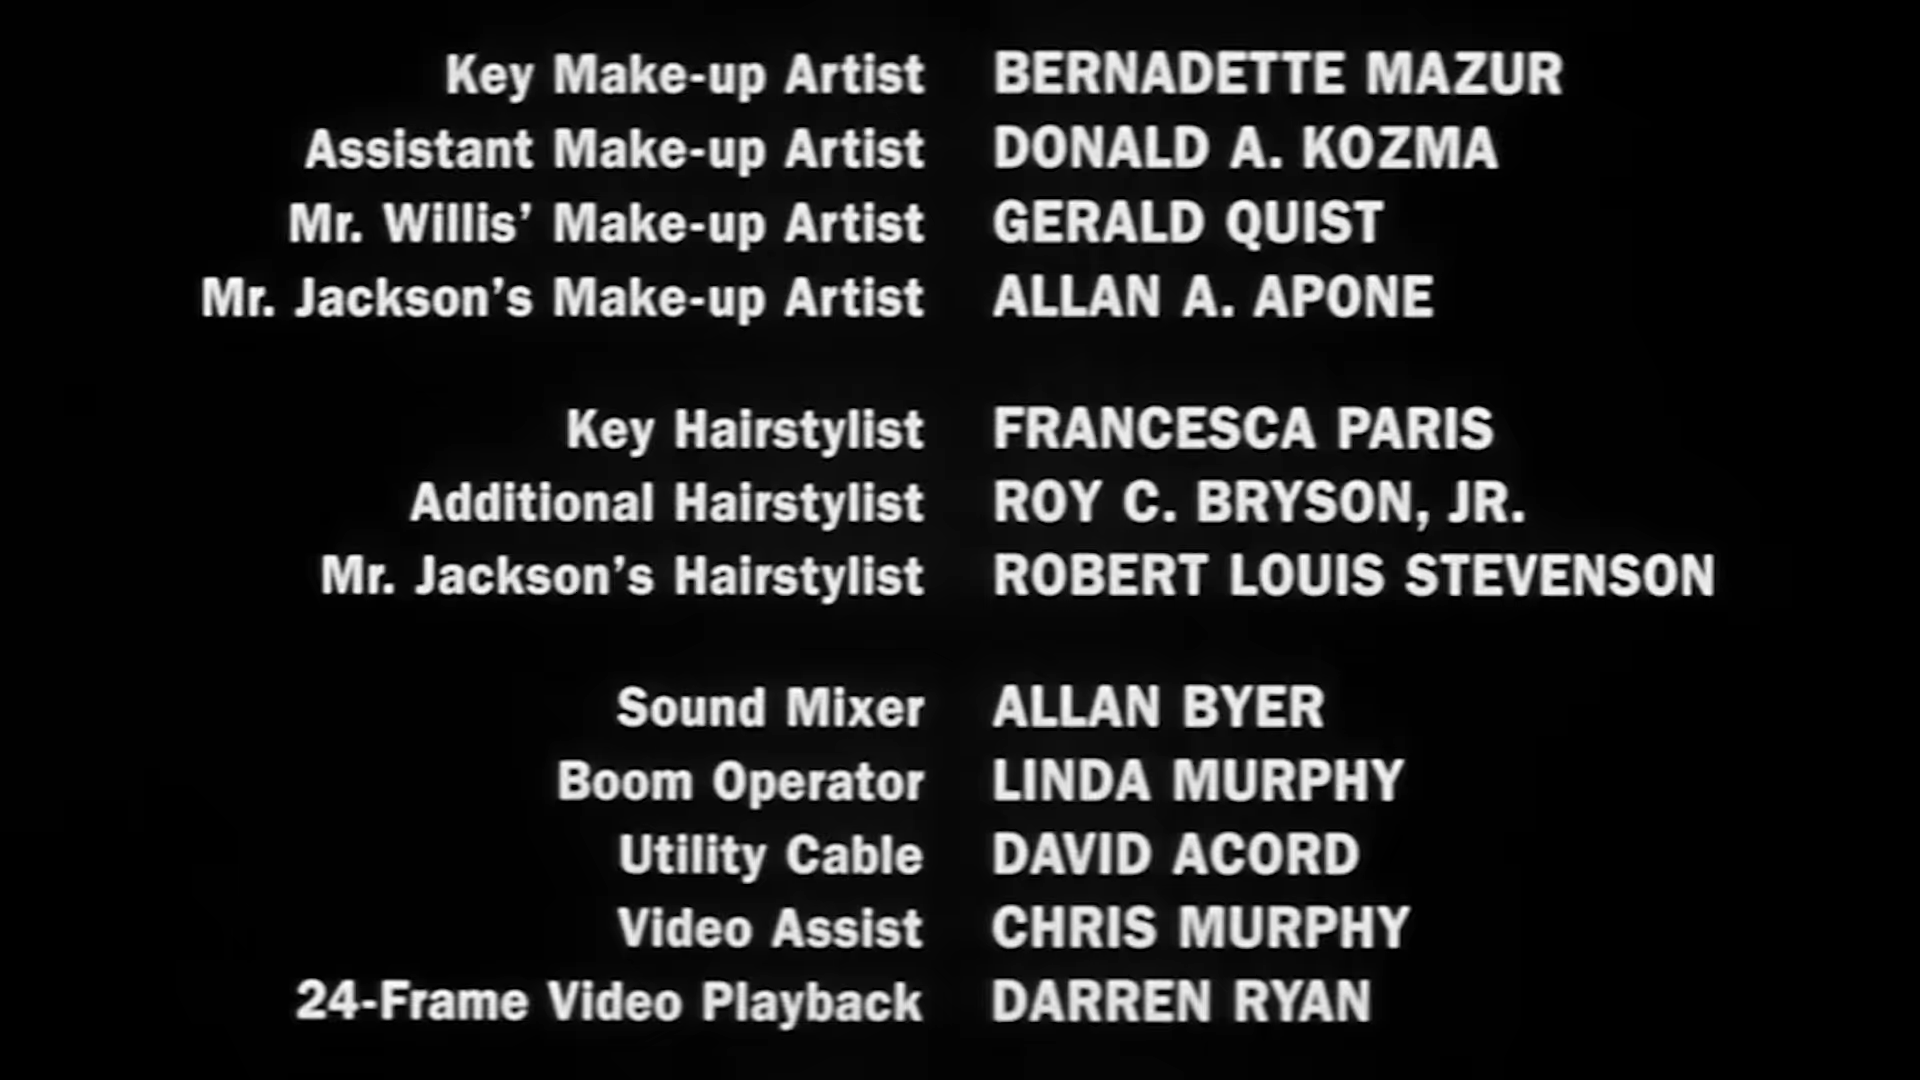 Key Make-up Artist BERNADETTE MAZUR
Assistant Make-up Artist DONALD A. KOZMA
Mr. Willis’ Make-up Artist GERALD QUIST
Mr. Jackson’s Make-up Artist ALLAN A. APONE
Key Hairstylist FRANCESCA PARIS
Additional Hairstylist ROY C. BRYSON, JR.
Mr. Jackson’s Hairstylist ROBERT LOUIS STEVENSON
Sound Mixer ALLAN BYER
Boom Operator LINDA MURPHY
Utility Cable DAVID ACORD
Video Assist CHRIS MURPHY
24-Frame Video Playback DARREN RYAN